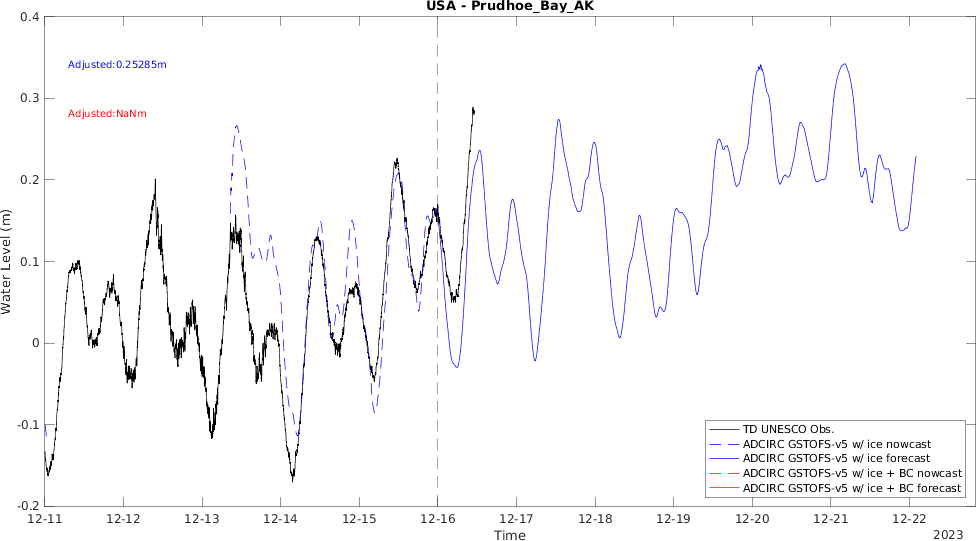 USA - Prudhoe_Bay_AK
0.4
Adjusted:0.25285m
0.3
Adjusted:NaNm
0.2
0.1
0
-0.1
-0.2
Water Level (m)
TD UNESCO Obs.
ADCIRC GSTOFS-v5 w/ ice nowcast
ADCIRC GSTOFS-v5 w/ ice forecast
ADCIRC GSTOFS-v5 w/ ice + BC nowcast
ADCIRC GSTOFS-v5 w/ ice + BC forecast
12-11 12-12 12-13 12-14 12-15 12-16 12-17 12-18 12-19 12-20 12-21 12-22
Time
2023